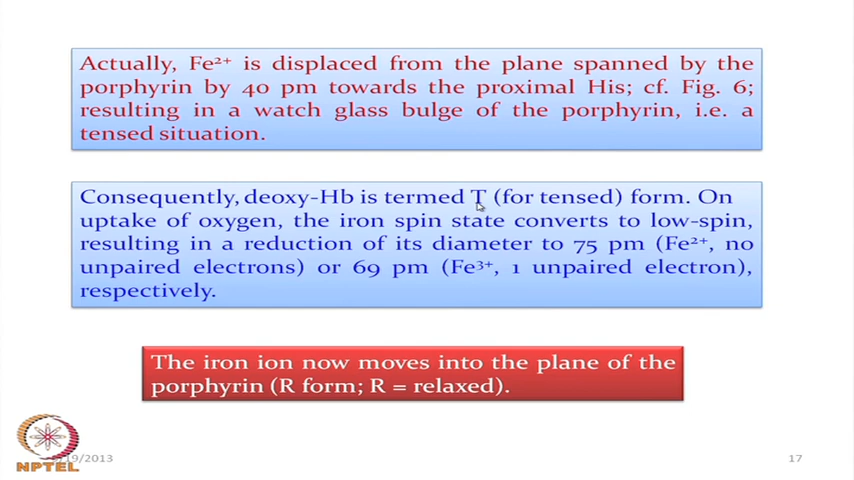 Actually, Fe²⁺ is displaced from the plane spanned by the
porphyrin by 40 pm towards the proximal His; cf. Fig. 6;
resulting in a watch glass bulge of the porphyrin, i.e. a
tensed situation.
Consequently, deoxy-Hb is termed T (for tensed) form. On
uptake of oxygen, the iron spin state converts to low-spin,
resulting in a reduction of its diameter to 75 pm (Fe²⁺, no
unpaired electrons) or 69 pm (Fe³⁺, 1 unpaired electron),
respectively.
The iron ion now moves into the plane of the
porphyrin (R form; R = relaxed).
19/2013
17
NPTEL